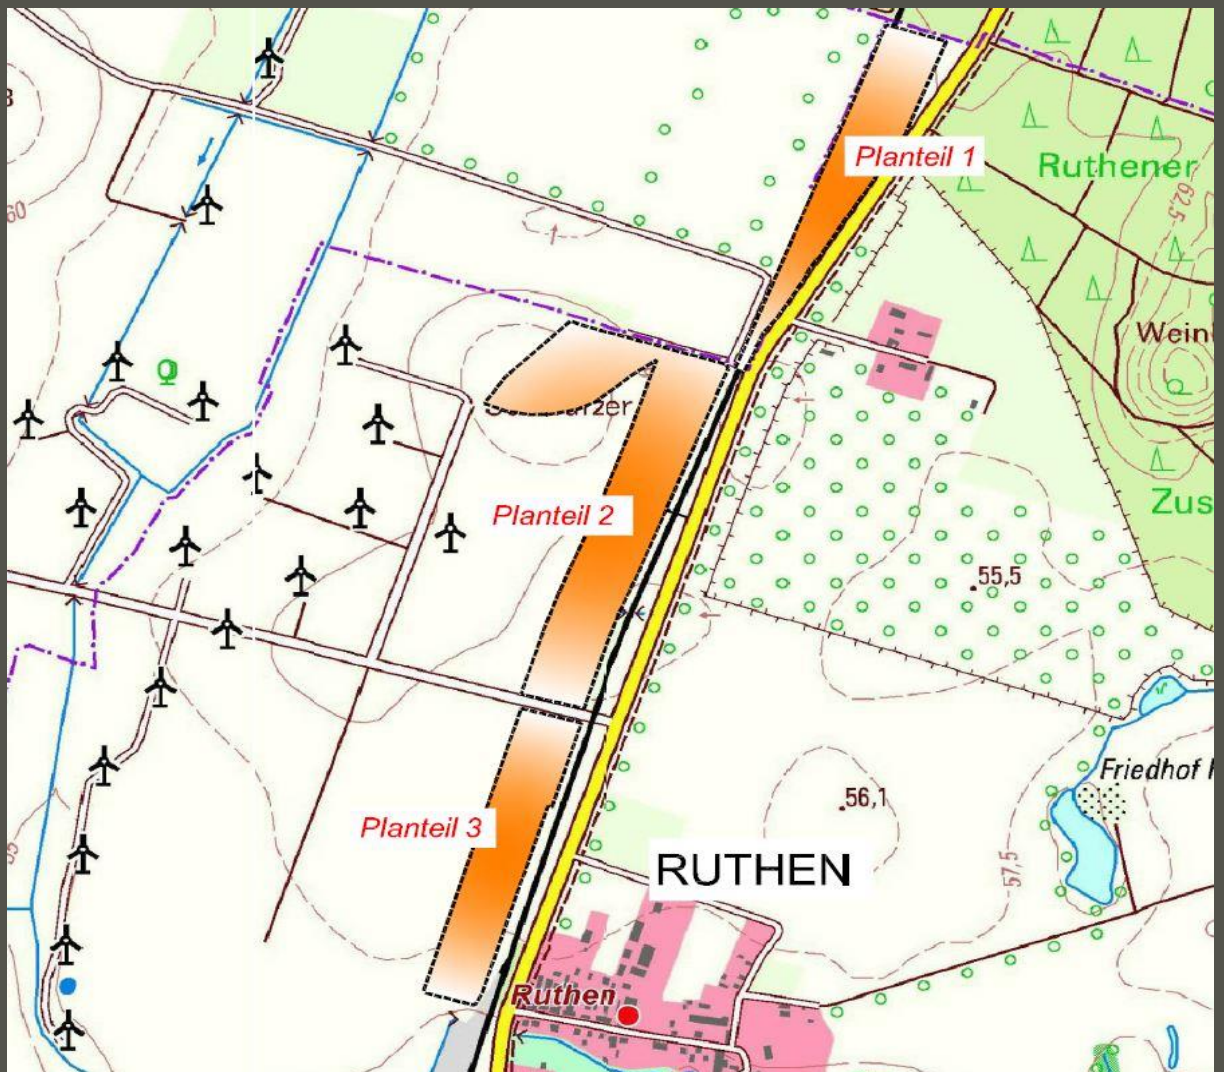 Planteil 1
Ruthener
62,5
60
Wein
Planteil 2
Zus
55,5
Friedhof
56,1
Planteil 3
57,5
55
RUTHEN
Ruthen